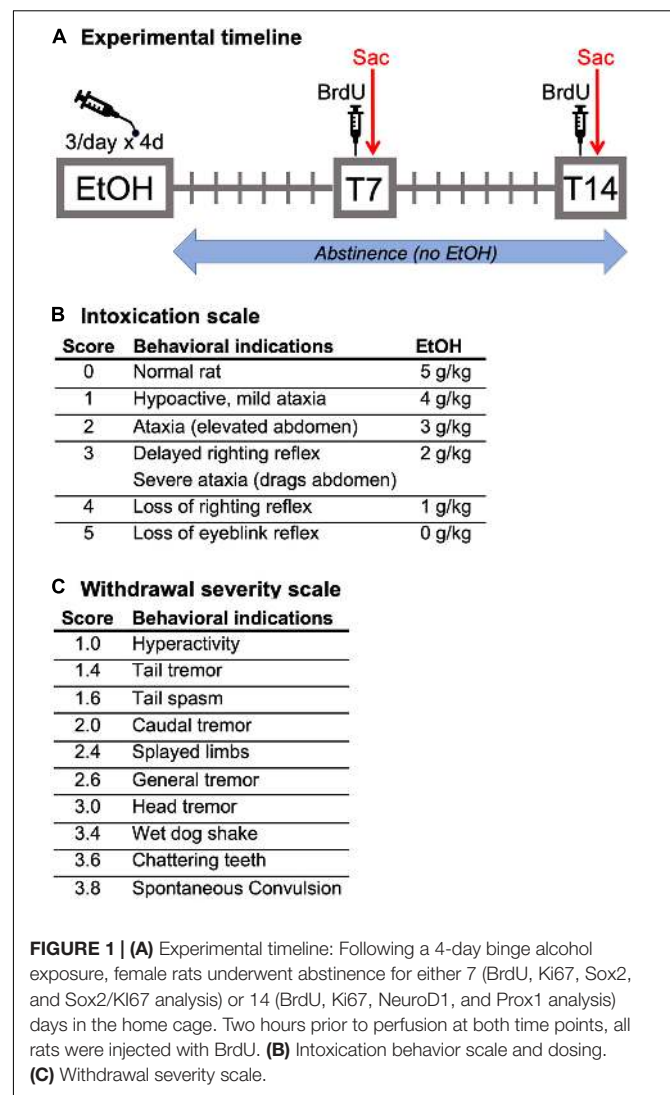 A Experimental timeline
Sac Sac
BrdU BrdU
3/day x 4d
EtOH T7 T14
Abstinence (no EtOH)
B Intoxication scale
Score Behavioral indications EtOH
0 Normal rat 5 g/kg
1 Hypoactive, mild ataxia 4 g/kg
2 Ataxia (elevated abdomen) 3 g/kg
3 Delayed righting reflex 2 g/kg
Severe ataxia (drags abdomen)
4 Loss of righting reflex 1 g/kg
5 Loss of eyeblink reflex 0 g/kg
C Withdrawal severity scale
Score Behavioral indications
1.0 Hyperactivity
1.4 Tail tremor
1.6 Tail spasm
2.0 Caudal tremor
2.4 Splayed limbs
2.6 General tremor
3.0 Head tremor
3.4 Wet dog shake
3.6 Chattering teeth
3.8 Spontaneous Convulsion
FIGURE 1 | (A) Experimental timeline: Following a 4-day binge alcohol
exposure, female rats underwent abstinence for either 7 (BrdU, Ki67, Sox2,
and Sox2/KI67 analysis) or 14 (BrdU, Ki67, NeuroD1, and Prox1 analysis)
days in the home cage. Two hours prior to perfusion at both time points, all
rats were injected with BrdU. (B) Intoxication behavior scale and dosing.
(C) Withdrawal severity scale.